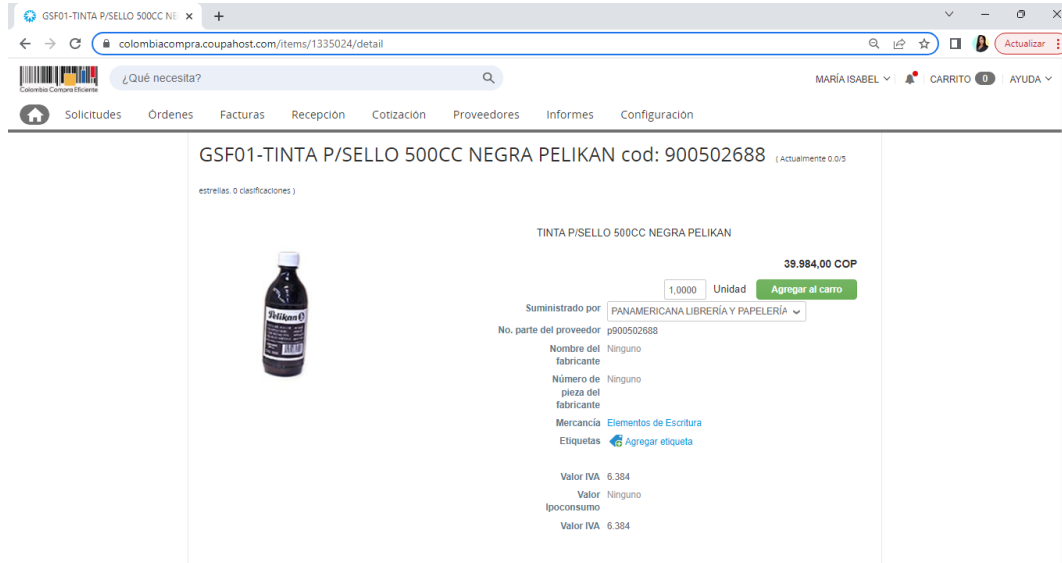 GSF01-TINTA P/SELLO 500CC NE
colombiacompra.coupahost.com/items/1335024/detail
Actualizar
Colombia Compra Eficiente
¿Qué necesita?
MARÍA ISABEL
CARRITO 0
AYUDA
Solicitudes Órdenes Facturas Recepción Cotización Proveedores Informes Configuración
GSF01-TINTA P/SELLO 500CC NEGRA PELIKAN cod: 900502688 ( Actualmente 0.0/5
estrellas. 0 clasificaciones )
TINTA P/SELLO 500CC NEGRA PELIKAN
39.984,00 COP
1,0000 Unidad Agregar al carro
Pelikan
Suministrado por PANAMERICANA LIBRERÍA Y PAPELERÍA
No. parte del proveedor p900502688
Nombre del Ninguno
fabricante
Número de Ninguno
pieza del
fabricante
Mercancía Elementos de Escritura
Etiquetas Agregar etiqueta
Valor IVA 6.384
Valor Ninguno
Ipoconsumo
Valor IVA 6.384